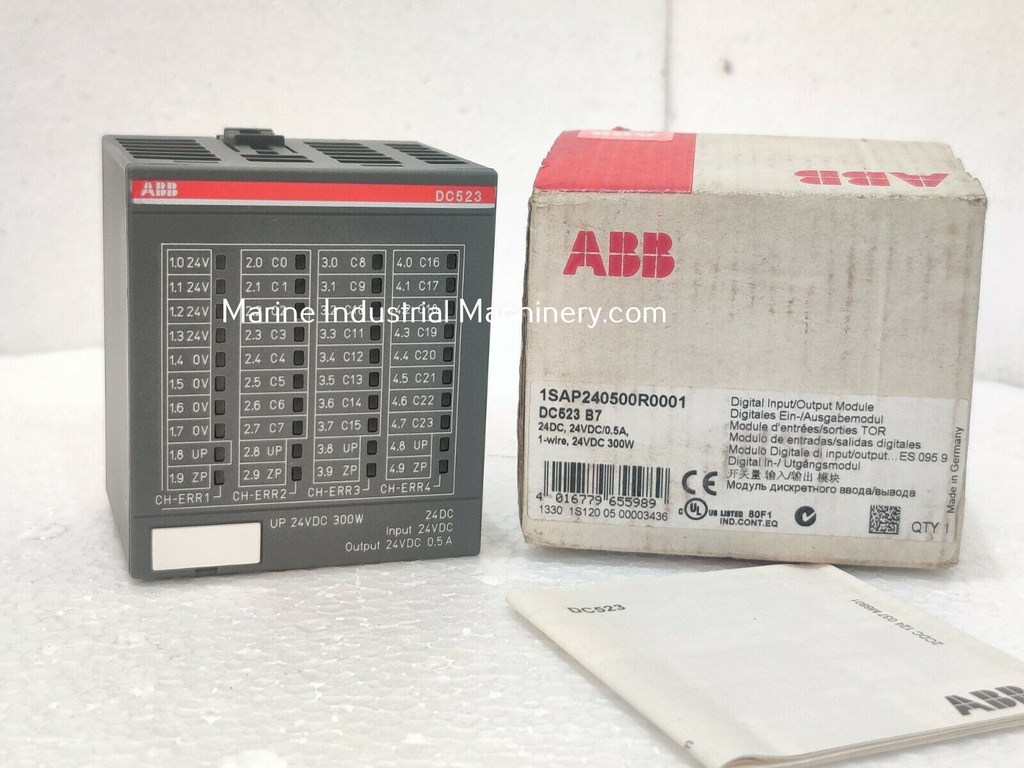 ABB
DC523
1.0 24V 2.0 C0 3.0 C8 4.0 C16
1.1 24V 2.1 C1 3.1 C9 4.1 C17
1.2 24V
1.3 24V 2.3 C3 3.3 C11 4.3 C19
1.4 0V 2.4 C4 3.4 C12 4.4 C20
1.5 0V 2.5 C5 3.5 C13 4.5 C21
1.6 0V 2.6 C6 3.6 C14 4.6 C22
1.7 0V 2.7 C7 3.7 C15 4.7 C23
1.8 UP 2.8 UP 3.8 UP 4.8 UP
1.9 ZP 2.9 ZP 3.9 ZP 4.9 ZP
CH-ERR1 CH-ERR2 CH-ERR3 CH-ERR4
UP 24VDC 300W 24DC
Input 24VDC
Output 24VDC 0.5A
Marine Industrial Machinery.com
ABB
ABB
1SAP240500R0001
DC523 B7
24DC, 24VDC/0.5A,
1-wire, 24VDC 300W
4 016779 655989
1330 1S120 05 00003436
Digital Input/Output Module
Digitales Ein-/Ausgabemodul
Module d'entrées/sorties TOR
Modulo de entradas/salidas digitales
Modulo Digitale di input/output... ES 095 9
Digital In-/ Utgångsmodul
开关量 输入/输出 模块
Модуль дискретного ввода/вывода
CE
C UL US LISTED 80F1
IND.CONT.EQ
QTY 1
Made in Germany
DC523
2CDC 124 037 M6801
ABB